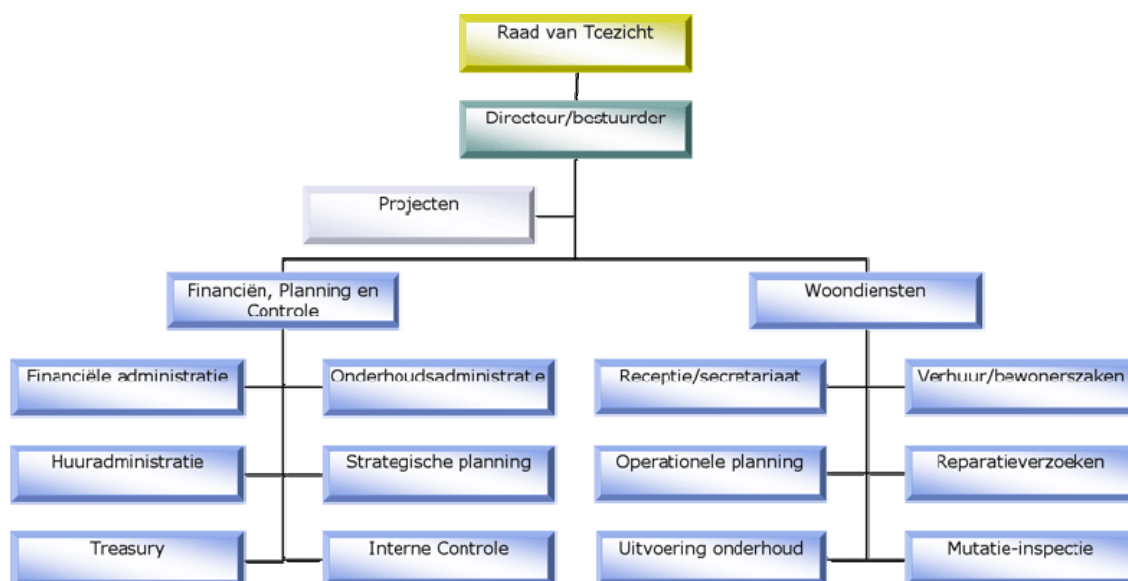 Raad van Tcezicht
Directeur/bestuurder
Projecten
Financiën, Planning en
Controle
Woondiensten
Financiële administratie
Onderhoudsadministratie
Receptie/secretariaat
Verhuur/bewonerszaken
Huuradministratie
Strategische planning
Operationele planning
Reparatieverzoeken
Treasury
Interne Controle
Uitvoering onderhoud
Mutatie-inspectie